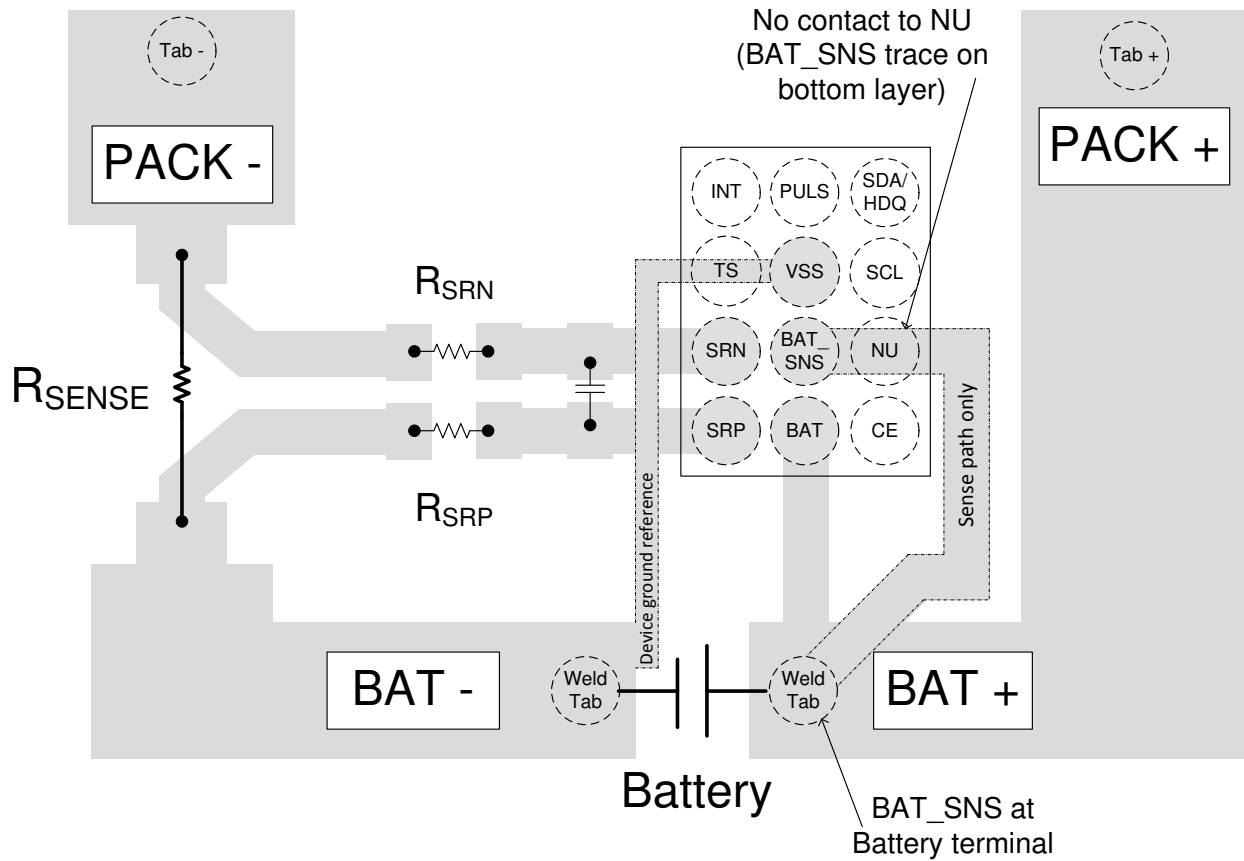 Tab -
No contact to NU
(BAT_SNS trace on
bottom layer)
Tab +
PACK -
PACK +
INT
PULS
SDA/
HDQ
TS
VSS
SCL
RSRN
SRN
BAT_
SNS
NU
RSENSE
SRP
BAT
CE
RSRP
Device ground reference
Sense path only
BAT -
Weld
Tab
Weld
Tab
BAT +
Battery
BAT_SNS at
Battery terminal